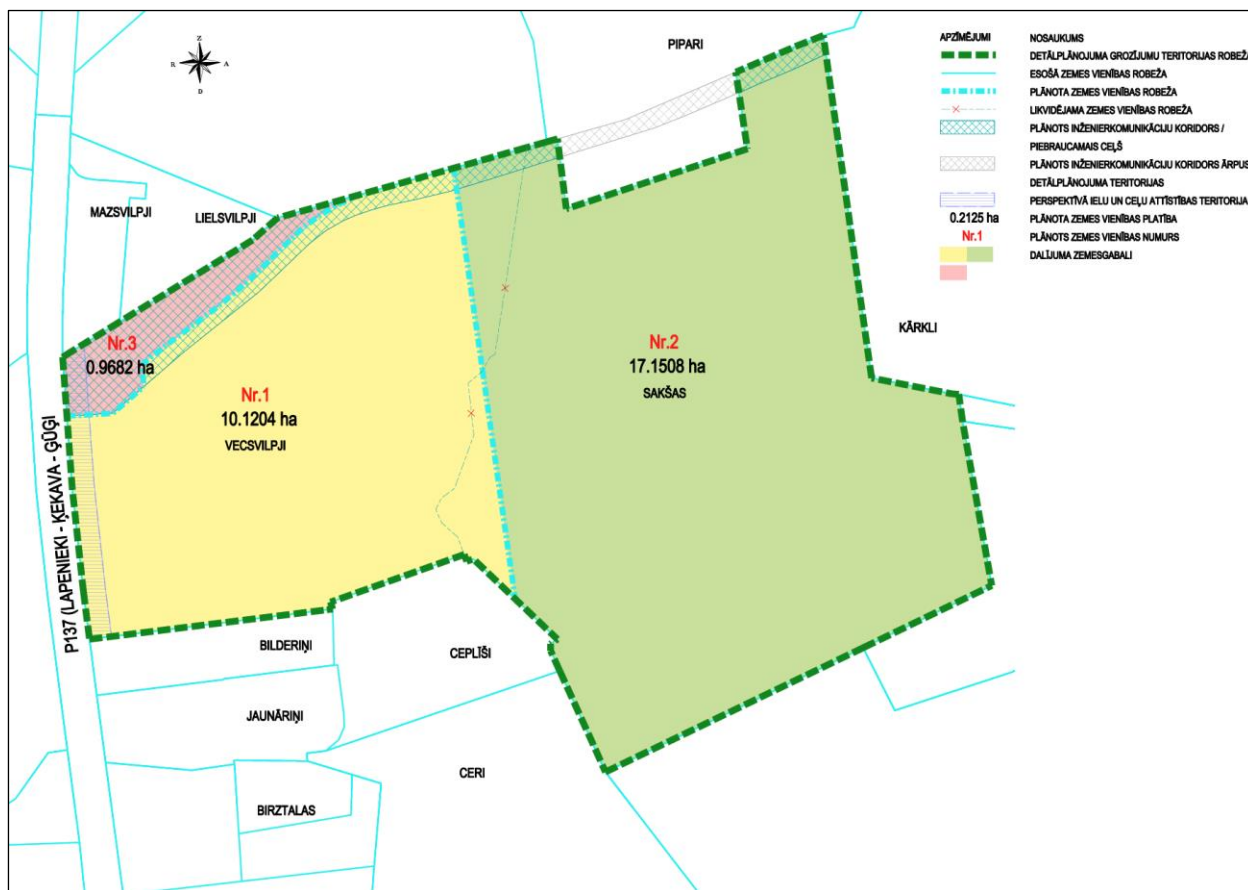 PIPARI
Z
R A
D
MAZSVILPJI
LIELSVILPJI
KĀRKLI
Nr.3
0.9682 ha
Nr.2
17.1508 ha
SAKŠAS
Nr.1
10.1204 ha
VECSVILPJI
P137 (LAPENIEKI - ĶEKAVA - ĢŪĢI
BILDERIŅI
CEPLĪŠI
JAUNĀRIŅI
CERI
BIRZTALAS
APZĪMĒJUMI NOSAUKUMS
DETĀLPLĀNOJUMA GROZĪJUMU TERITORIJAS ROBEŽA
ESOŠĀ ZEMES VIENĪBAS ROBEŽA
PLĀNOTA ZEMES VIENĪBAS ROBEŽA
LIKVIDĒJAMA ZEMES VIENĪBAS ROBEŽA
PLĀNOTS INŽENIERKOMUNIKĀCIJU KORIDORS /
PIEBRAUCAMAIS CEĻŠ
PLĀNOTS INŽENIERKOMUNIKĀCIJU KORIDORS ĀRPUS
DETĀLPLĀNOJUMA TERITORIJAS
PERSPEKTĪVĀ IELU UN CEĻU ATTĪSTĪBAS TERITORIJA
0.2125 ha PLĀNOTA ZEMES VIENĪBAS PLATĪBA
Nr.1 PLĀNOTS ZEMES VIENĪBAS NUMURS
DALĪJUMA ZEMESGABALI